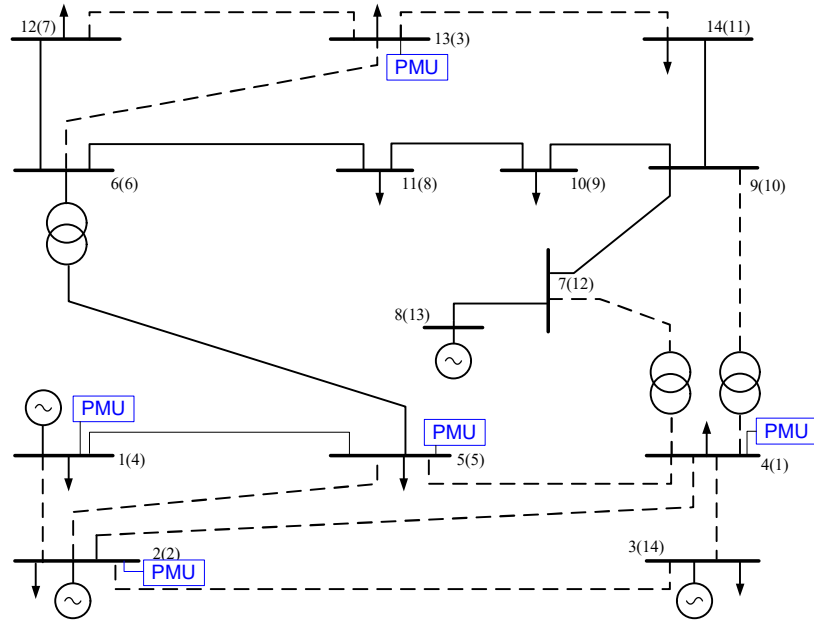 12(7)
13(3)
14(11)
PMU
6(6)
11(8)
10(9)
9(10)
7(12)
8(13)
PMU
PMU
PMU
1(4)
5(5)
4(1)
2(2)
3(14)
PMU